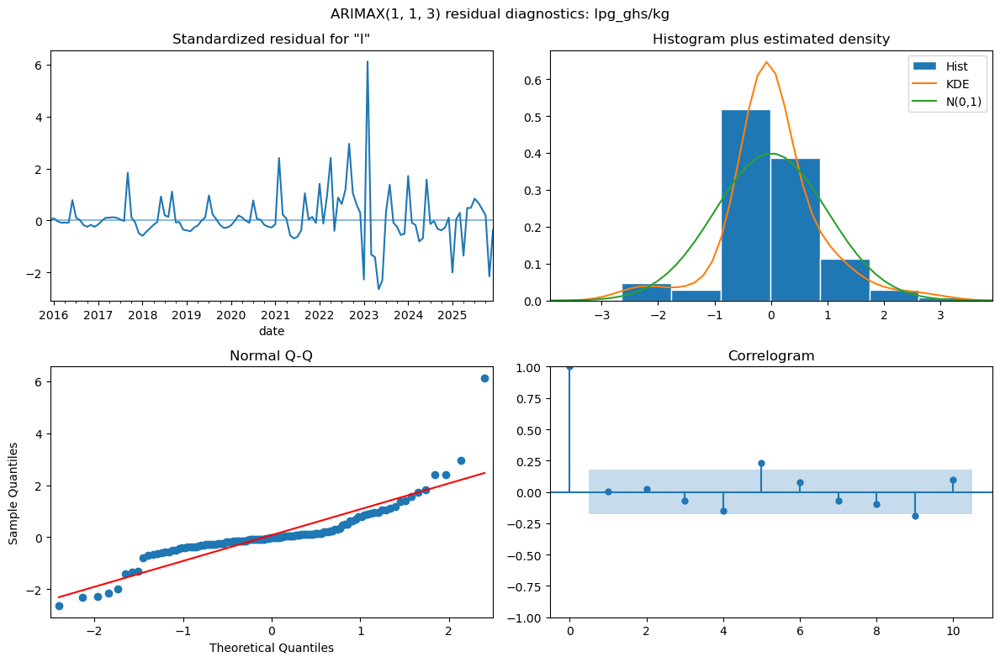 ARIMAX(1, 1, 3) residual diagnostics: lpg_ghs/kg
Standardized residual for "l"
6
4
2
0
−2
2016 2017 2018 2019 2020 2021 2022 2023 2024 2025
date
Histogram plus estimated density
Hist
KDE
N(0,1)
0.6
0.5
0.4
0.3
0.2
0.1
0.0
−3 −2 −1 0 1 2 3
Normal Q-Q
Sample Quantiles
6
4
2
0
−2
−2 −1 0 1 2
Theoretical Quantiles
Correlogram
1.00
0.75
0.50
0.25
0.00
−0.25
−0.50
−0.75
−1.00
0 2 4 6 8 10